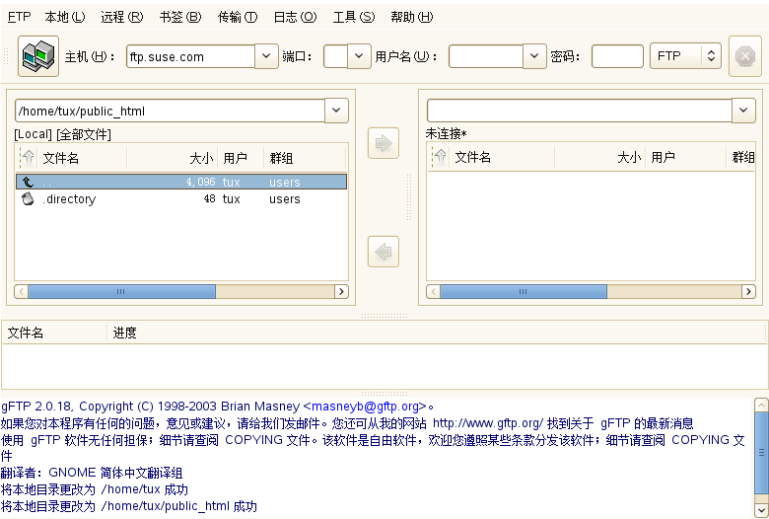 FTP 本地(L) 远程(R) 书签(B) 传输(T) 日志(O) 工具(S) 帮助(H)
主机(H): ftp.suse.com 端口: 用户名(U): 密码: FTP
/home/tux/public_html
[Local] [全部文件]
文件名 大小 用户 群组
.. 4,096 tux users
.directory 48 tux users
未连接*
文件名 大小 用户 群组
文件名 进度
gFTP 2.0.18, Copyright (C) 1998-2003 Brian Masney <masneyb@gftp.org>。
如果您对本程序有任何的问题，意见或建议，请给我们发邮件。您还可从我的网站 http://www.gftp.org/ 找到关于 gFTP 的最新消息
使用 gFTP 软件无任何担保；细节请查阅 COPYING 文件。该软件是自由软件，欢迎您遵照某些条款分发该软件；细节请查阅 COPYING 文
件
翻译者：GNOME 简体中文翻译组
将本地目录更改为 /home/tux 成功
将本地目录更改为 /home/tux/public_html 成功